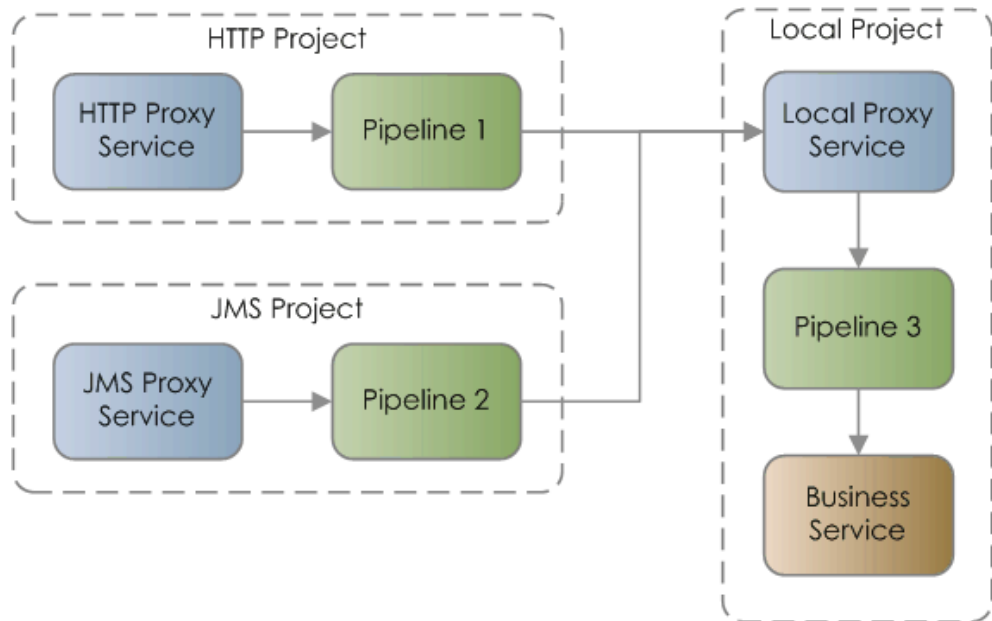 HTTP Project
HTTP Proxy
Service
Pipeline 1
JMS Project
JMS Proxy
Service
Pipeline 2
Local Project
Local Proxy
Service
Pipeline 3
Business
Service